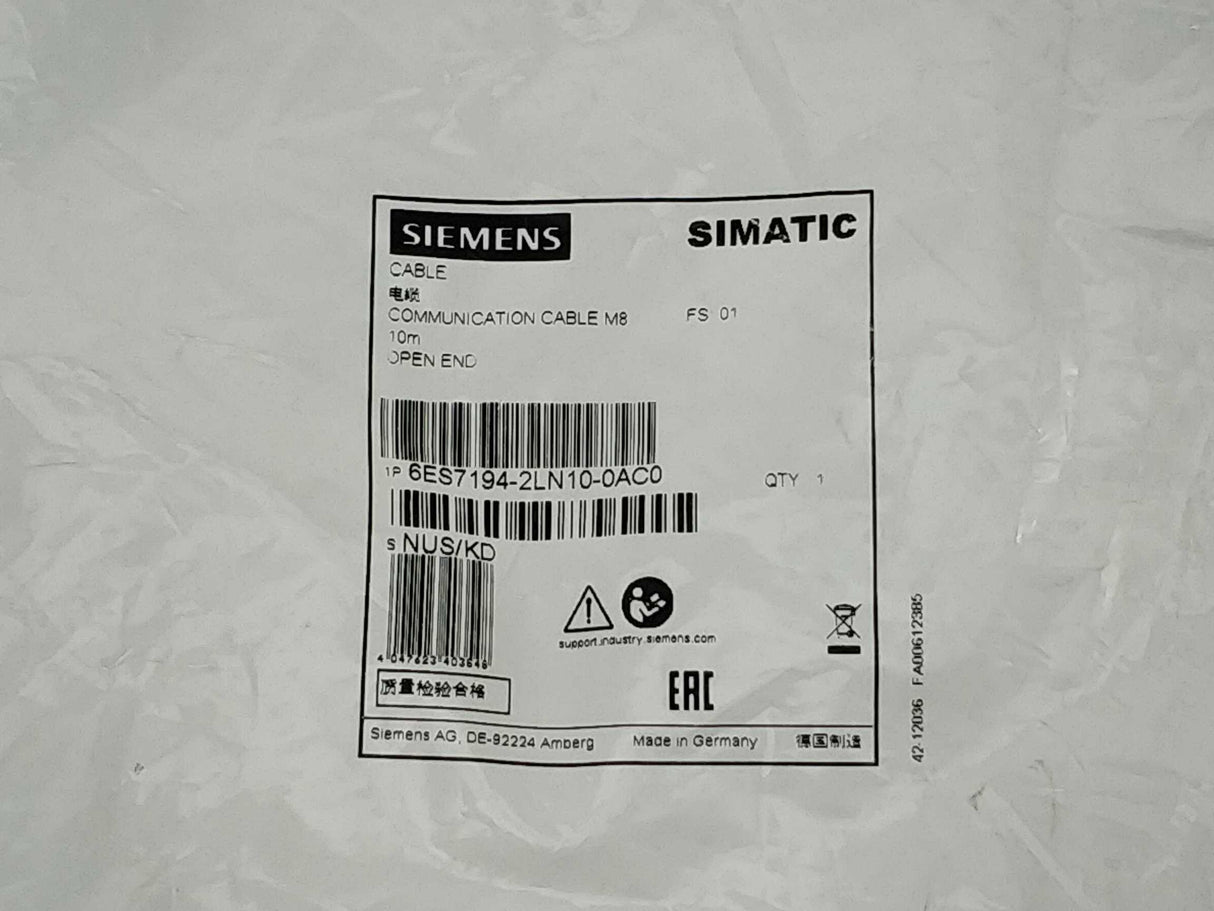 SIEMENS
SIMATIC
CABLE
电缆
COMMUNICATION CABLE M8
FS 01
10m
OPEN END
1P 6ES7194-2LN10-0AC0
QTY 1
S NUS/KD
support.industry.siemens.com
4 047623 403646
质量检验合格
EAC
Siemens AG, DE-92224 Amberg
Made in Germany
德国制造
42-12036 FA00612385